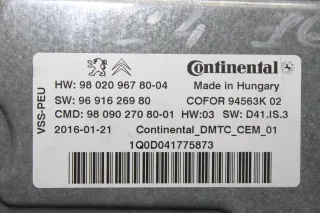 Continental
HW: 98 020 967 80-04 Made in Hungary
SW: 96 916 269 80 COFOR 94563K 02
CMD: 98 090 270 80-01 HW:03 SW: D41.IS.3
2016-01-21 Continental_DMTC_CEM_01
1Q0D041775873
VSS-PEU